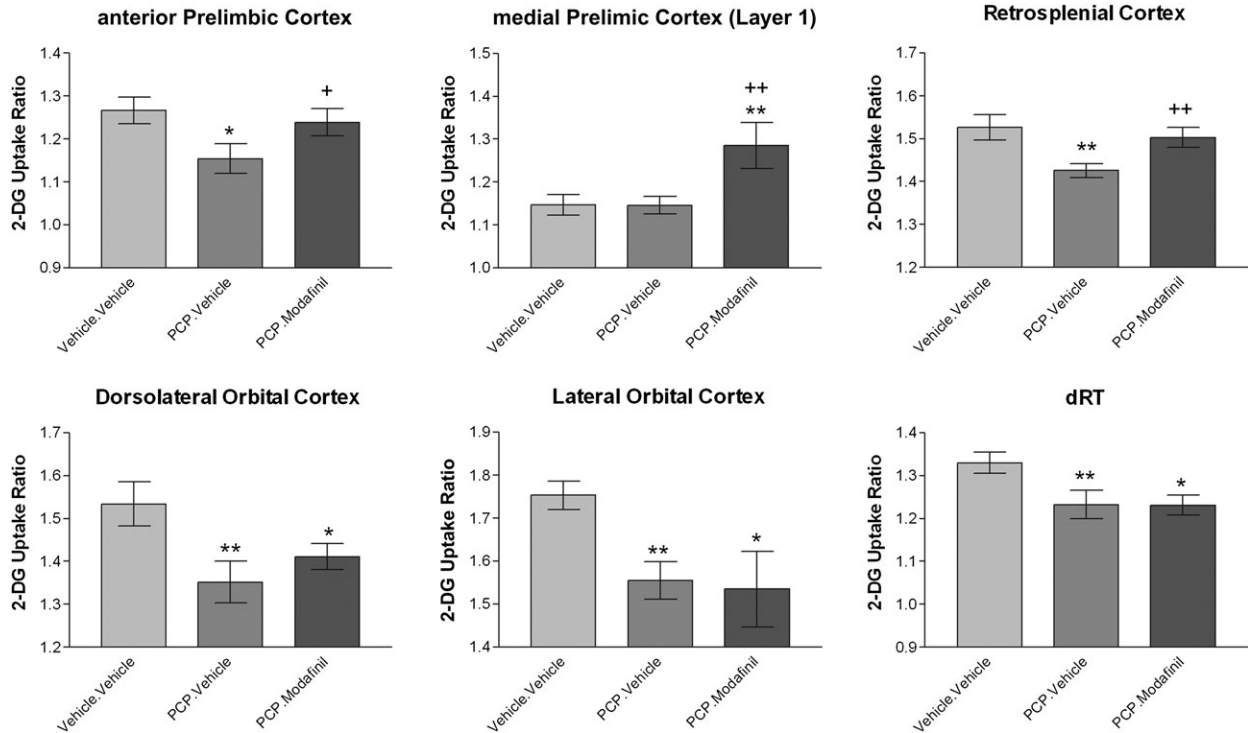 anterior Prelimbic Cortex
2-DG Uptake Ratio
1.4
1.3
1.2
1.1
1.0
0.9
*
+
Vehicle.Vehicle
PCP.Vehicle
PCP.Modafinil
medial Prelimic Cortex (Layer 1)
2-DG Uptake Ratio
1.5
1.4
1.3
1.2
1.1
1.0
++
**
Vehicle.Vehicle
PCP.Vehicle
PCP.Modafinil
Retrosplenial Cortex
2-DG Uptake Ratio
1.7
1.6
1.5
1.4
1.3
1.2
**
++
Vehicle.Vehicle
PCP.Vehicle
PCP.Modafinil
Dorsolateral Orbital Cortex
2-DG Uptake Ratio
1.7
1.6
1.5
1.4
1.3
1.2
**
*
Vehicle.Vehicle
PCP.Vehicle
PCP.Modafinil
Lateral Orbital Cortex
2-DG Uptake Ratio
1.9
1.8
1.7
1.6
1.5
1.4
**
*
Vehicle.Vehicle
PCP.Vehicle
PCP.Modafinil
dRT
2-DG Uptake Ratio
1.4
1.3
1.2
1.1
1.0
0.9
**
*
Vehicle.Vehicle
PCP.Vehicle
PCP.Modafinil